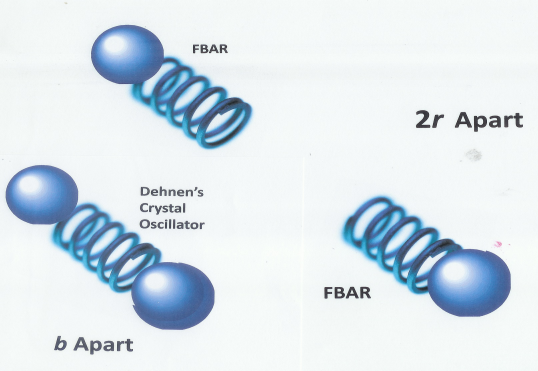 FBAR
2r Apart
Dehnen's
Crystal
Oscillator
FBAR
b Apart